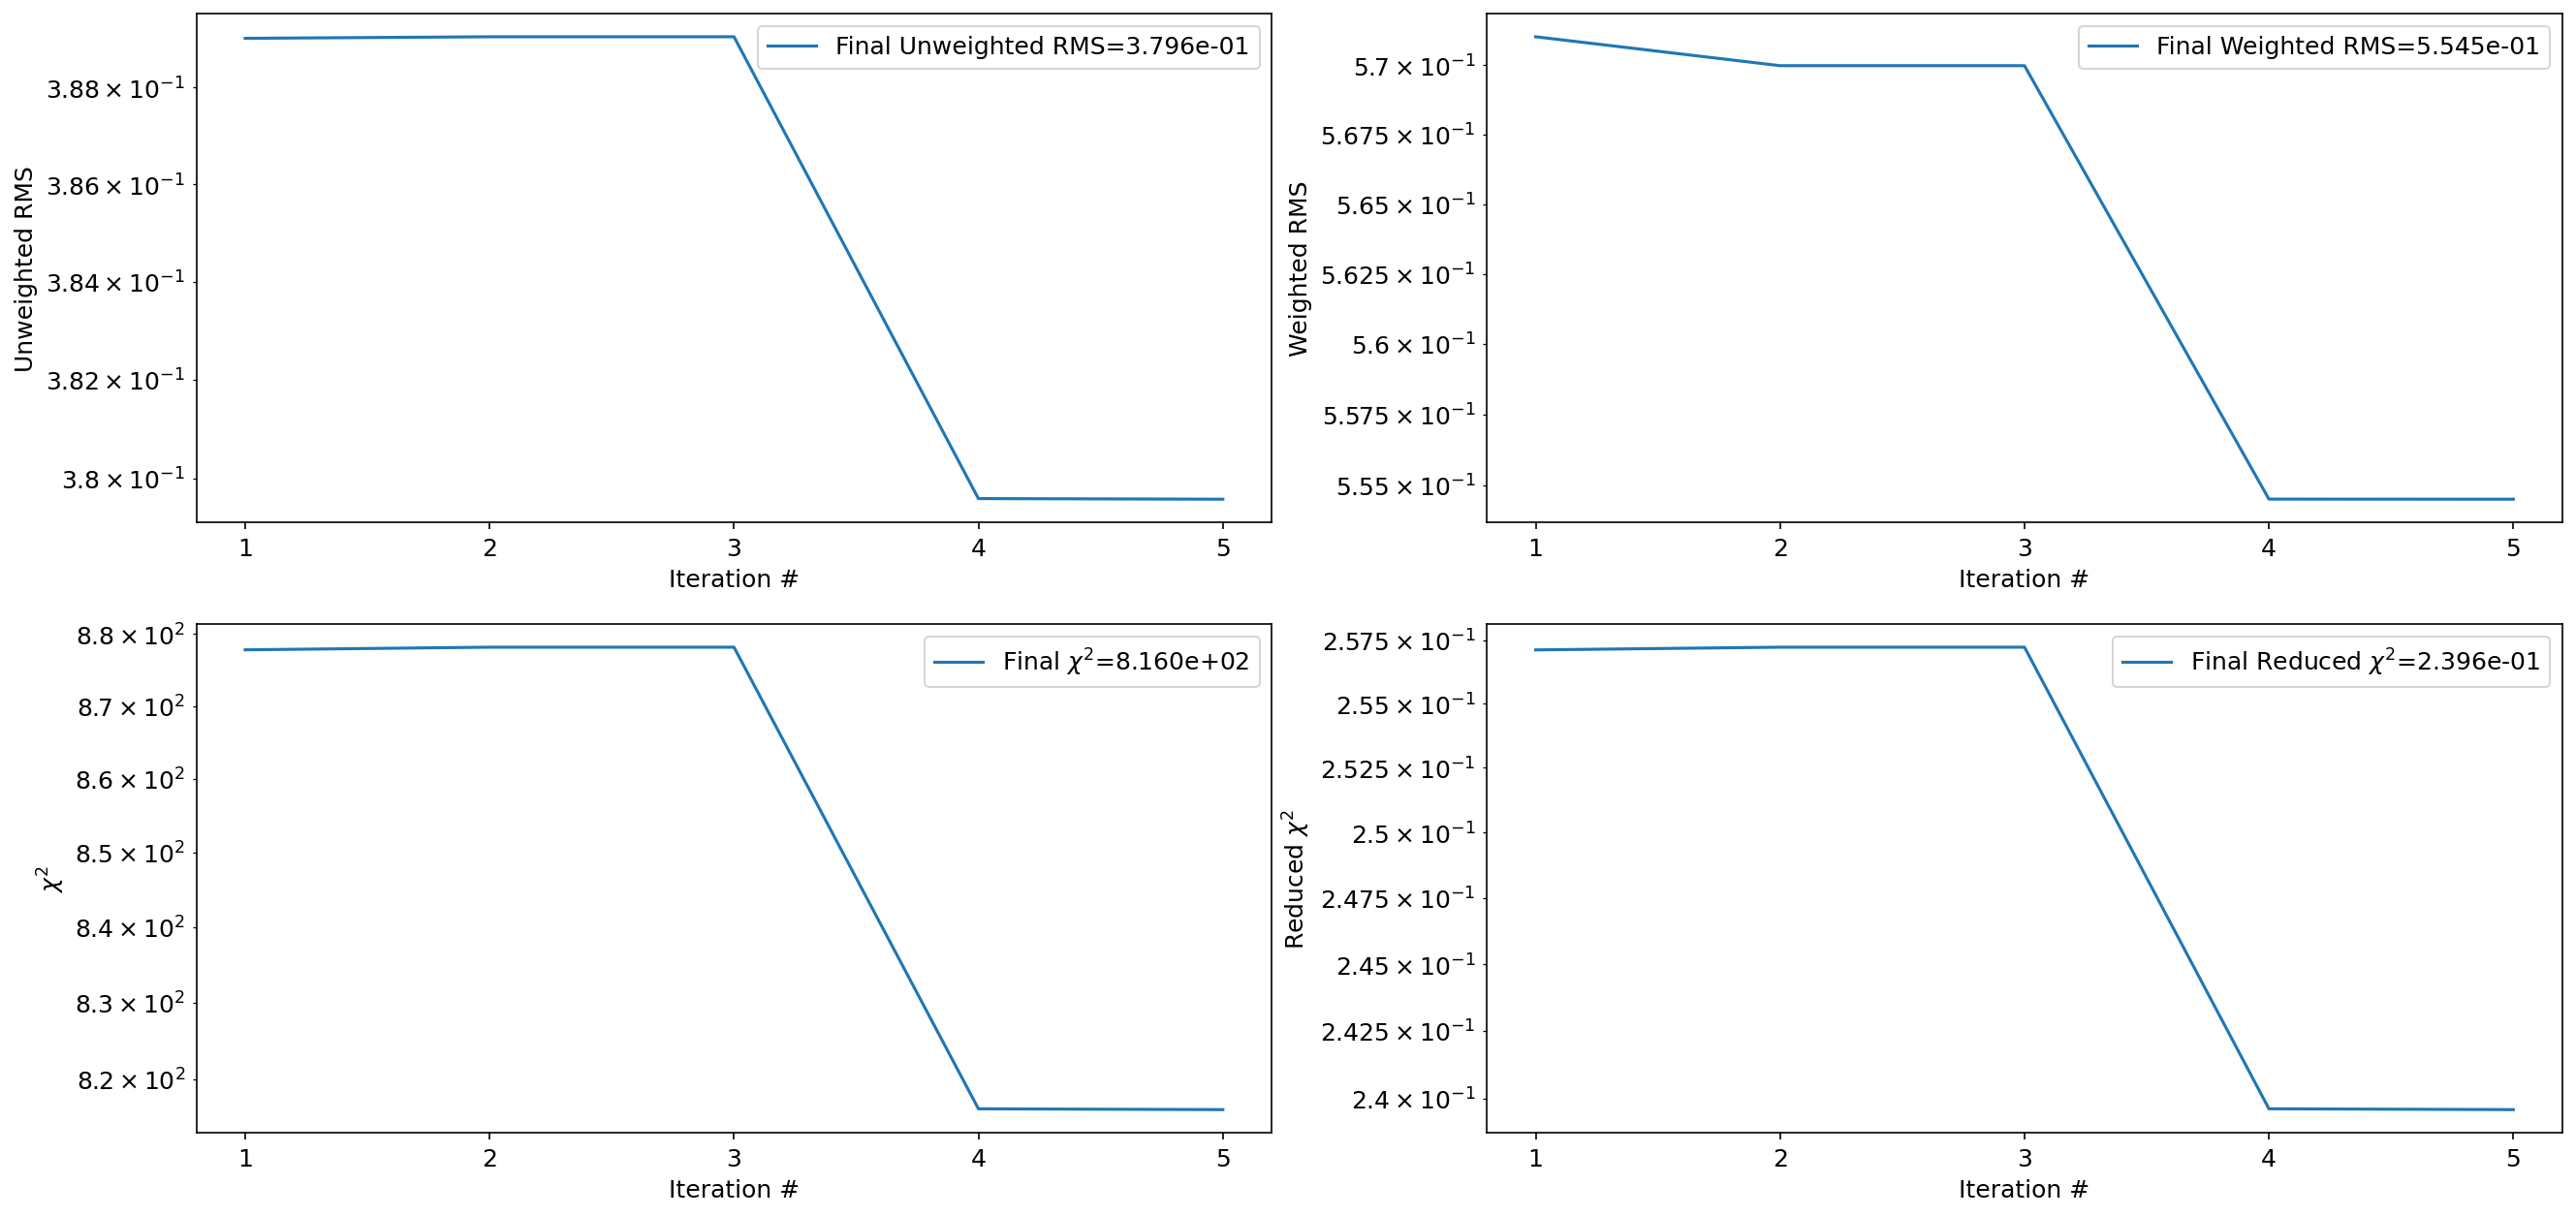 Final Unweighted RMS=3.796e-01
Unweighted RMS
3.88 × 10⁻¹
3.86 × 10⁻¹
3.84 × 10⁻¹
3.82 × 10⁻¹
3.8 × 10⁻¹
1 2 3 4 5
Iteration #
Final Weighted RMS=5.545e-01
Weighted RMS
5.7 × 10⁻¹
5.675 × 10⁻¹
5.65 × 10⁻¹
5.625 × 10⁻¹
5.6 × 10⁻¹
5.575 × 10⁻¹
5.55 × 10⁻¹
1 2 3 4 5
Iteration #
Final χ²=8.160e+02
χ²
8.8 × 10²
8.7 × 10²
8.6 × 10²
8.5 × 10²
8.4 × 10²
8.3 × 10²
8.2 × 10²
1 2 3 4 5
Iteration #
Final Reduced χ²=2.396e-01
Reduced χ²
2.575 × 10⁻¹
2.55 × 10⁻¹
2.525 × 10⁻¹
2.5 × 10⁻¹
2.475 × 10⁻¹
2.45 × 10⁻¹
2.425 × 10⁻¹
2.4 × 10⁻¹
1 2 3 4 5
Iteration #